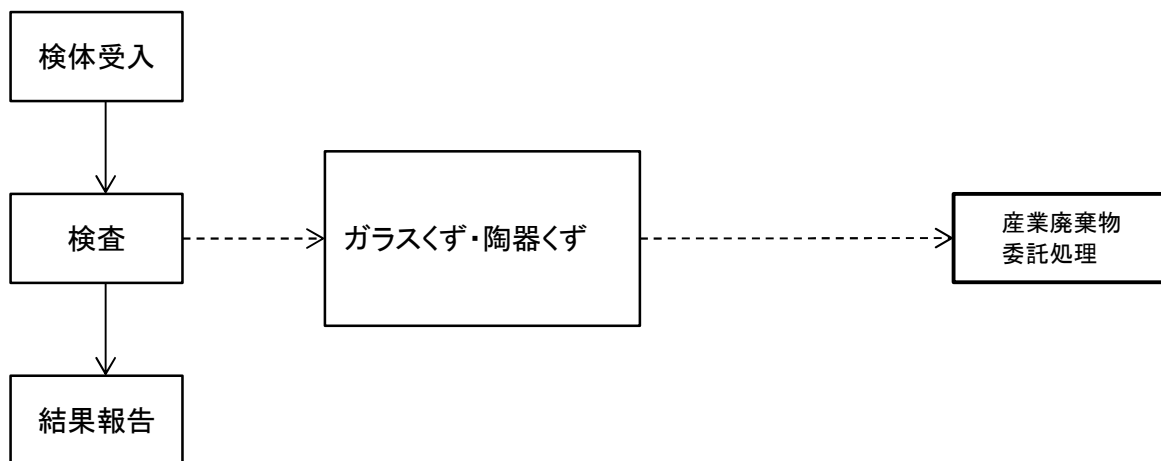 検体受入
検査
ガラスくず・陶器くず
産業廃棄物
委託処理
結果報告